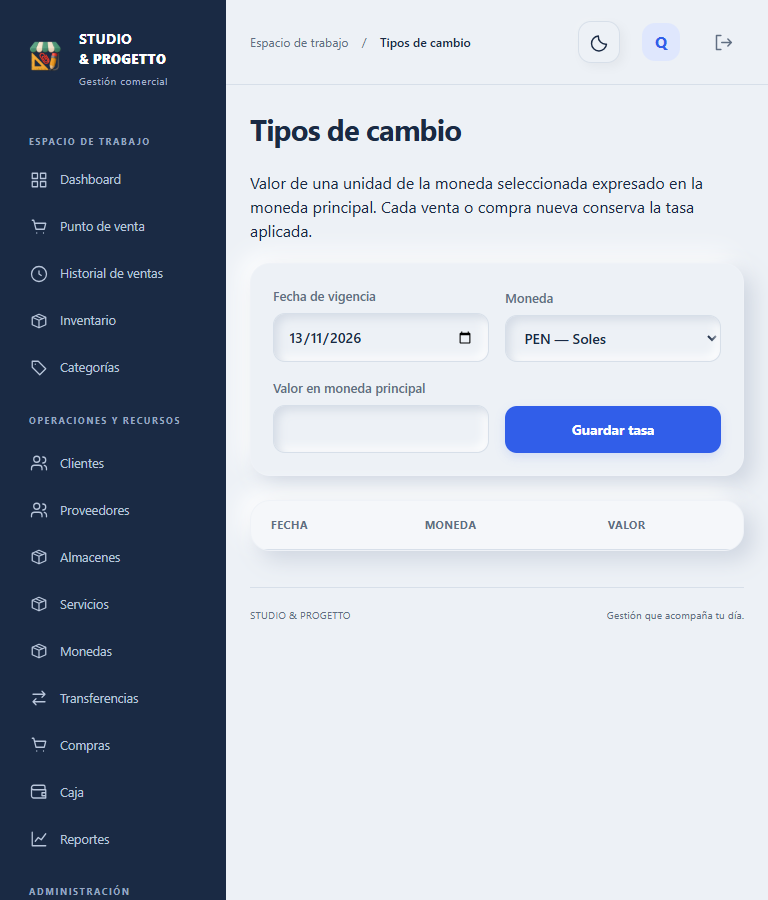 STUDIO
& PROGETTO
Gestión comercial
ESPACIO DE TRABAJO
Dashboard
Punto de venta
Historial de ventas
Inventario
Categorías
OPERACIONES Y RECURSOS
Clientes
Proveedores
Almacenes
Servicios
Monedas
Transferencias
Compras
Caja
Reportes
ADMINISTRACIÓN
Espacio de trabajo / Tipos de cambio
Q
Tipos de cambio
Valor de una unidad de la moneda seleccionada expresado en la
moneda principal. Cada venta o compra nueva conserva la tasa
aplicada.
Fecha de vigencia
13/11/2026
Moneda
PEN — Soles
Valor en moneda principal
Guardar tasa
FECHA MONEDA VALOR
STUDIO & PROGETTO
Gestión que acompaña tu día.